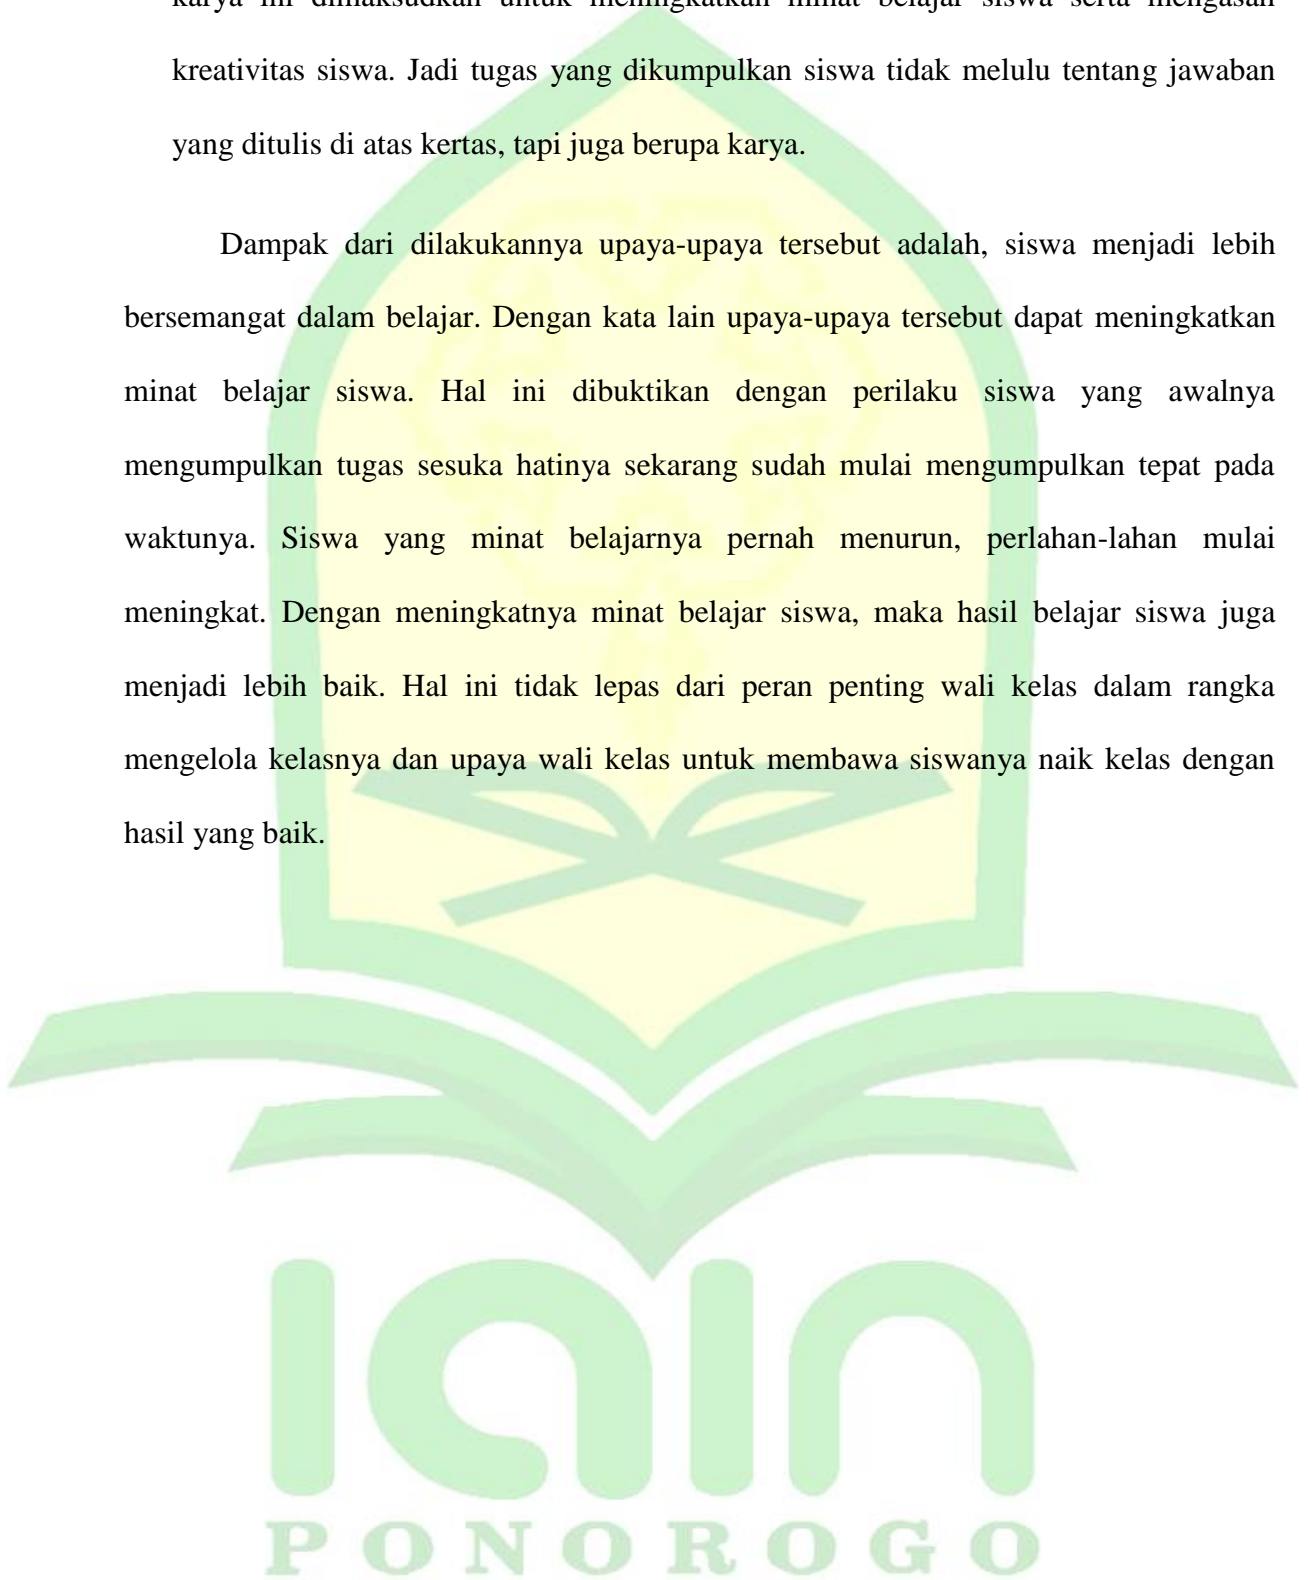 karya ini dimaksudkan untuk meningkatkan minat belajar siswa serta mengasah
kreativitas siswa. Jadi tugas yang dikumpulkan siswa tidak melulu tentang jawaban
yang ditulis di atas kertas, tapi juga berupa karya.
Dampak dari dilakukannya upaya-upaya tersebut adalah, siswa menjadi lebih
bersemangat dalam belajar. Dengan kata lain upaya-upaya tersebut dapat meningkatkan
minat belajar siswa. Hal ini dibuktikan dengan perilaku siswa yang awalnya
mengumpulkan tugas sesuka hatinya sekarang sudah mulai mengumpulkan tepat pada
waktunya. Siswa yang minat belajarnya pernah menurun, perlahan-lahan mulai
meningkat. Dengan meningkatnya minat belajar siswa, maka hasil belajar siswa juga
menjadi lebih baik. Hal ini tidak lepas dari peran penting wali kelas dalam rangka
mengelola kelasnya dan upaya wali kelas untuk membawa siswanya naik kelas dengan
hasil yang baik.
iain
PONOROGO